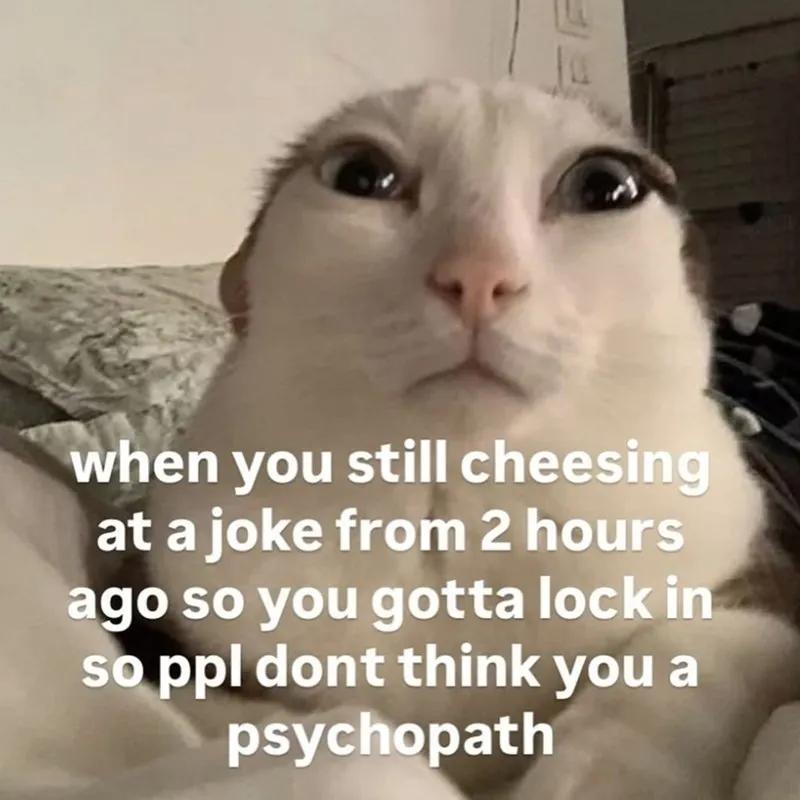 when you still cheesing
at a joke from 2 hours
ago so you gotta lock in
so ppl dont think you a
psychopath